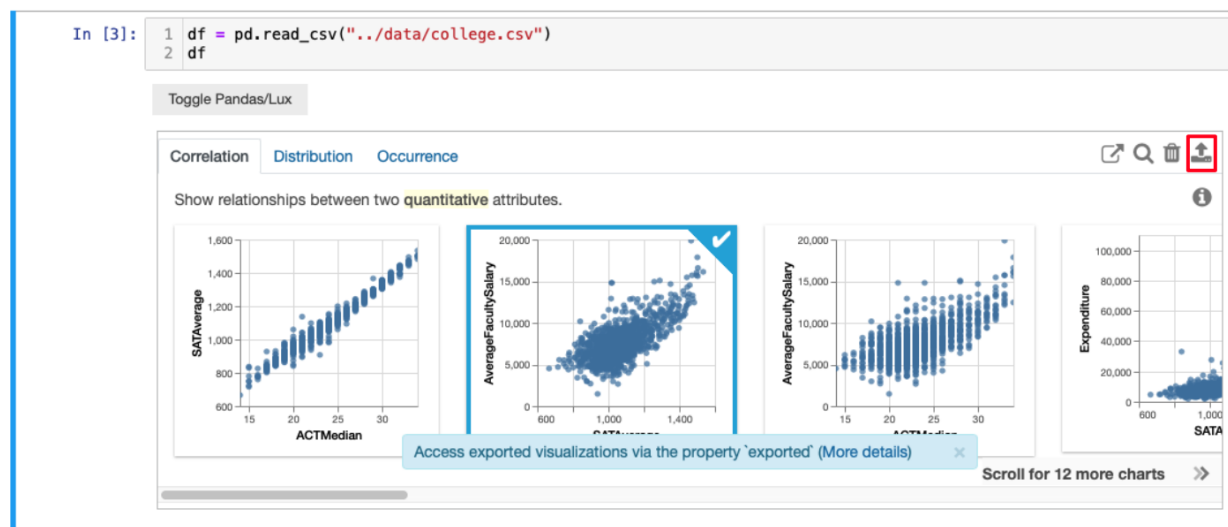 In [3]:
1 df = pd.read_csv("../data/college.csv")
2 df
Toggle Pandas/Lux
Correlation Distribution Occurrence
Show relationships between two quantitative attributes.
1,600
1,400
1,200
1,000
800
600
SATAverage
15 20 25 30
ACTMedian
20,000
15,000
10,000
5,000
0
AverageFacultySalary
600 1,000 1,400
SATAverage
20,000
15,000
10,000
5,000
0
AverageFacultySalary
15 20 25 30
ACTMedian
100,000
80,000
60,000
40,000
20,000
0
Expenditure
600 1,000
SATA
Access exported visualizations via the property `exported` (More details) ×
Scroll for 12 more charts »